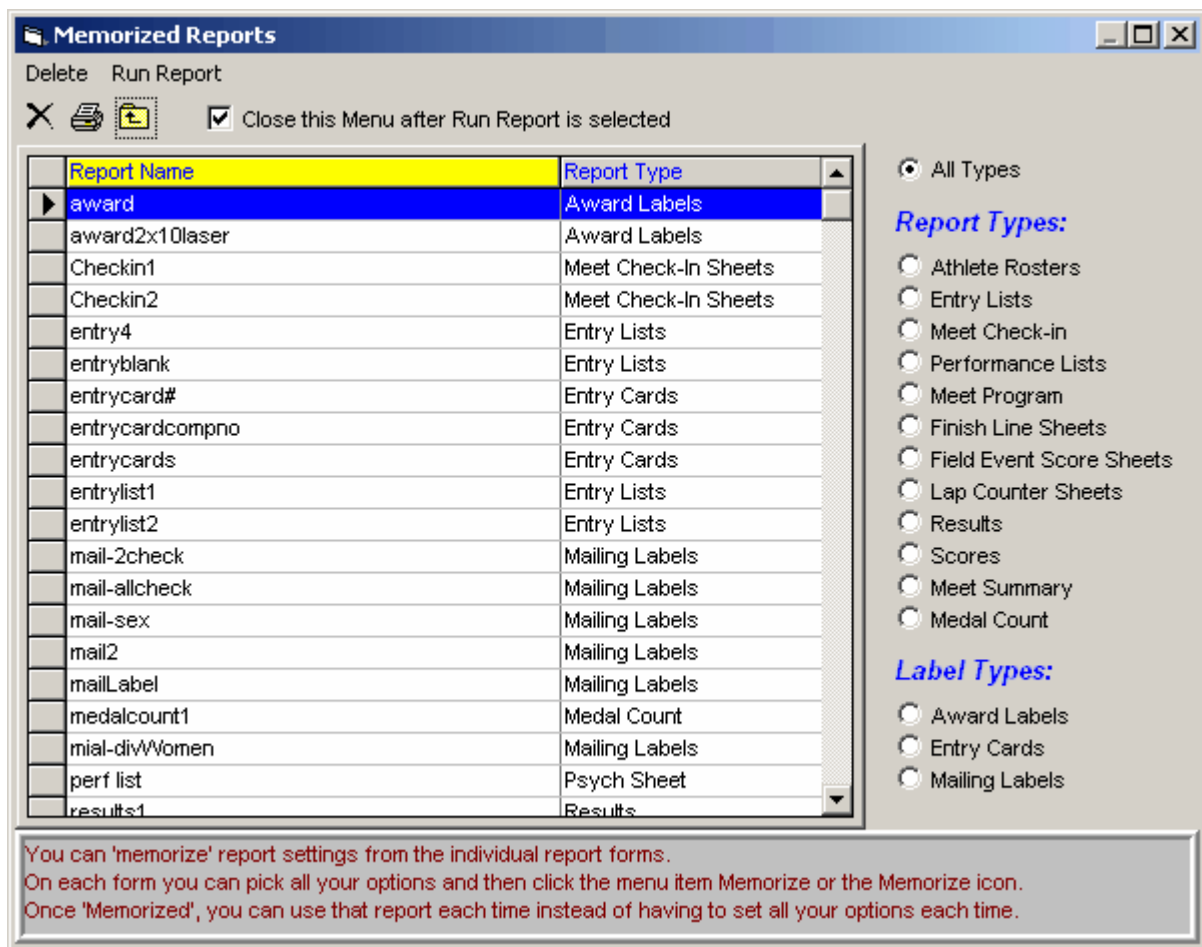 Memorized Reports
Delete Run Report
Close this Menu after Run Report is selected
Report Name Report Type
award Award Labels
award2x10laser Award Labels
Checkin1 Meet Check-In Sheets
Checkin2 Meet Check-In Sheets
entry4 Entry Lists
entryblank Entry Lists
entrycard# Entry Cards
entrycardcompno Entry Cards
entrycards Entry Cards
entrylist1 Entry Lists
entrylist2 Entry Lists
mail-2check Mailing Labels
mail-allcheck Mailing Labels
mail-sex Mailing Labels
mail2 Mailing Labels
mailLabel Mailing Labels
medalcount1 Medal Count
mial-divWomen Mailing Labels
perf list Psych Sheet
results1 Results
All Types
Report Types:
Athlete Rosters
Entry Lists
Meet Check-in
Performance Lists
Meet Program
Finish Line Sheets
Field Event Score Sheets
Lap Counter Sheets
Results
Scores
Meet Summary
Medal Count
Label Types:
Award Labels
Entry Cards
Mailing Labels
You can 'memorize' report settings from the individual report forms.
On each form you can pick all your options and then click the menu item Memorize or the Memorize icon.
Once 'Memorized', you can use that report each time instead of having to set all your options each time.